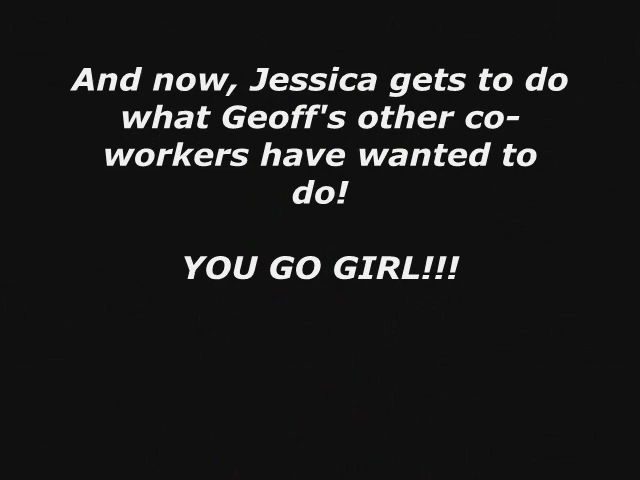 And now, Jessica gets to do
what Geoff's other co-
workers have wanted to
do!
YOU GO GIRL!!!